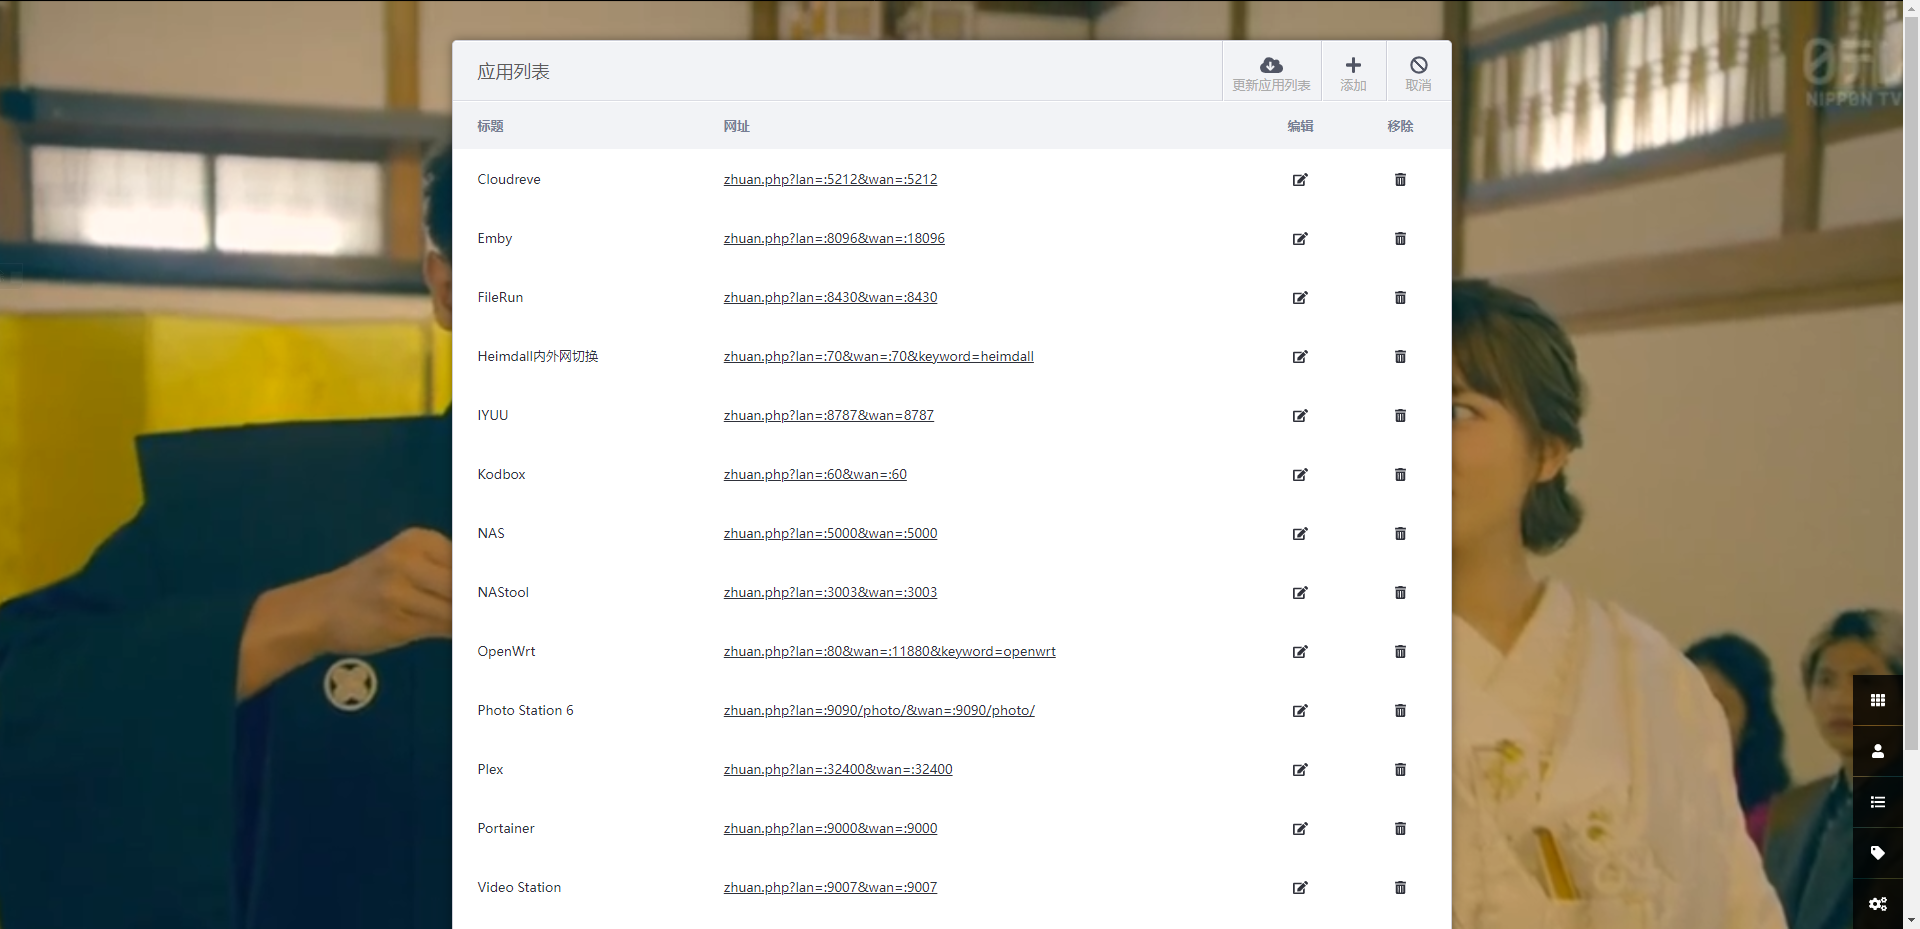 应用列表
更新应用列表 添加 取消
标题 网址 编辑 移除
Cloudreve zhuan.php?lan=:5212&wan=:5212
Emby zhuan.php?lan=:8096&wan=:18096
FileRun zhuan.php?lan=:8430&wan=:8430
Heimdall内外网切换 zhuan.php?lan=:70&wan=:70&keyword=heimdall
IYUU zhuan.php?lan=:8787&wan=8787
Kodbox zhuan.php?lan=:60&wan=:60
NAS zhuan.php?lan=:5000&wan=:5000
NAStool zhuan.php?lan=:3003&wan=:3003
OpenWrt zhuan.php?lan=:80&wan=:11880&keyword=openwrt
Photo Station 6 zhuan.php?lan=:9090/photo/&wan=:9090/photo/
Plex zhuan.php?lan=:32400&wan=:32400
Portainer zhuan.php?lan=:9000&wan=:9000
Video Station zhuan.php?lan=:9007&wan=:9007
NIPPON TV